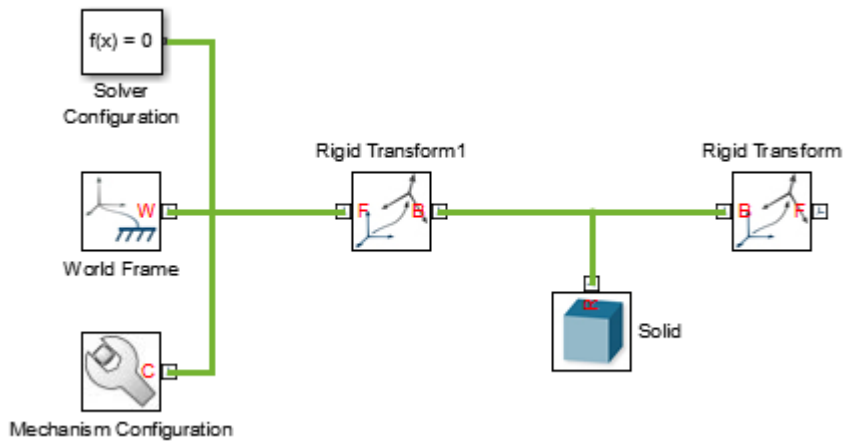 f(x) = 0
Solver
Configuration
Rigid Transform1
Rigid Transform
W
F
B
B
F
World Frame
R
Solid
C
Mechanism Configuration